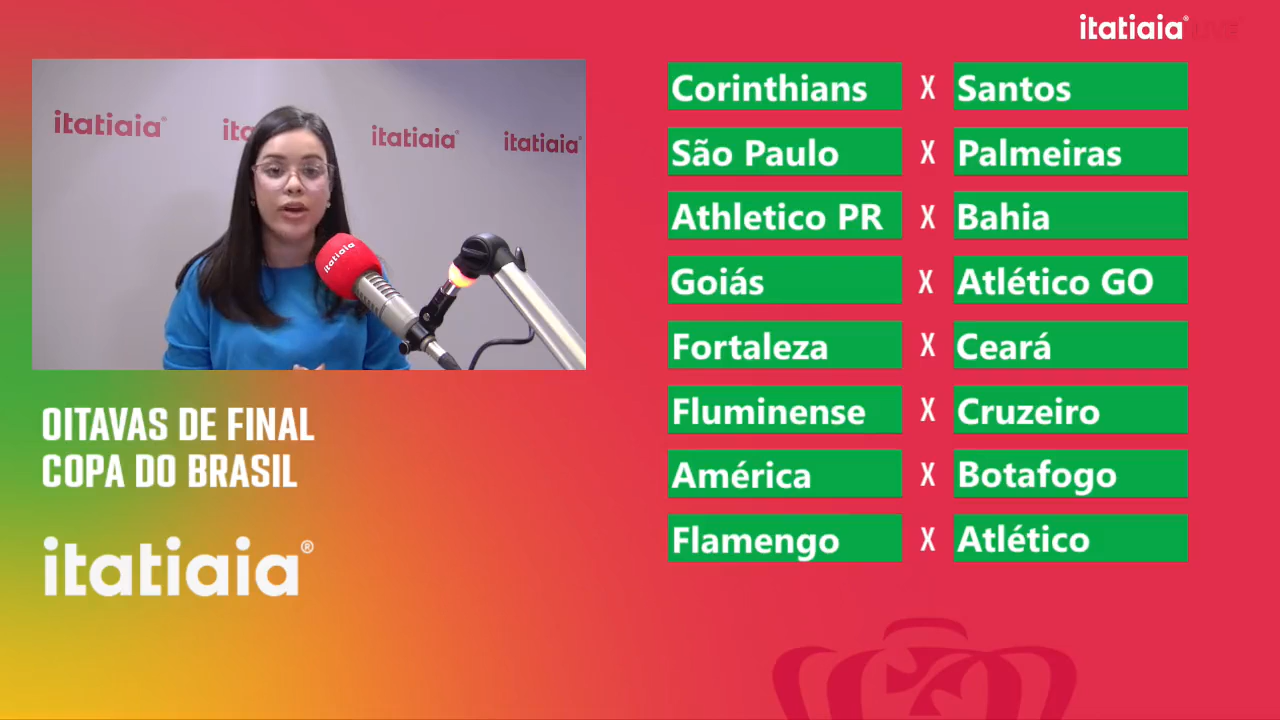 itatiaia® LIVE
itatiaia®
itatiaia®
itatiaia®
itatiaia
Corinthians X Santos
São Paulo X Palmeiras
Athletico PR X Bahia
Goiás X Atlético GO
Fortaleza X Ceará
Fluminense X Cruzeiro
América X Botafogo
Flamengo X Atlético
OITAVAS DE FINAL
COPA DO BRASIL
itatiaia®